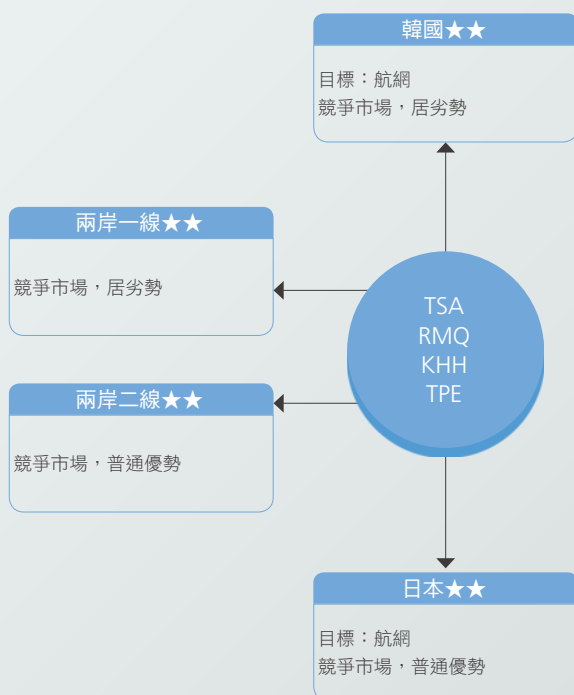 韓國★★
目標：航網
競爭市場，居劣勢
兩岸一線★★
競爭市場，居劣勢
TSA
RMQ
KHH
TPE
兩岸二線★★
競爭市場，普通優勢
日本★★
目標：航網
競爭市場，普通優勢